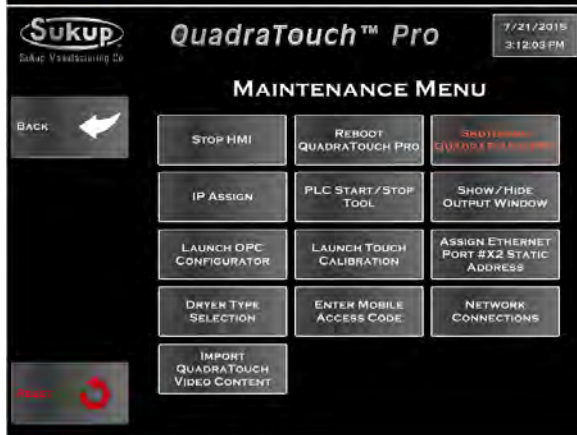 Sukup
Sukup Manufacturing Co
QuadraTouch™ Pro
7/21/2015
3:12:03 PM
MAINTENANCE MENU
BACK
STOP HMI
REBOOT
QUADRATOUCH PRO
SHUTDOWN
QUADRATOUCH PRO
IP ASSIGN
PLC START/STOP
TOOL
SHOW/HIDE
OUTPUT WINDOW
LAUNCH OPC
CONFIGURATOR
LAUNCH TOUCH
CALIBRATION
ASSIGN ETHERNET
PORT #X2 STATIC
ADDRESS
DRYER TYPE
SELECTION
ENTER MOBILE
ACCESS CODE
NETWORK
CONNECTIONS
IMPORT
QUADRATOUCH
VIDEO CONTENT
RESET